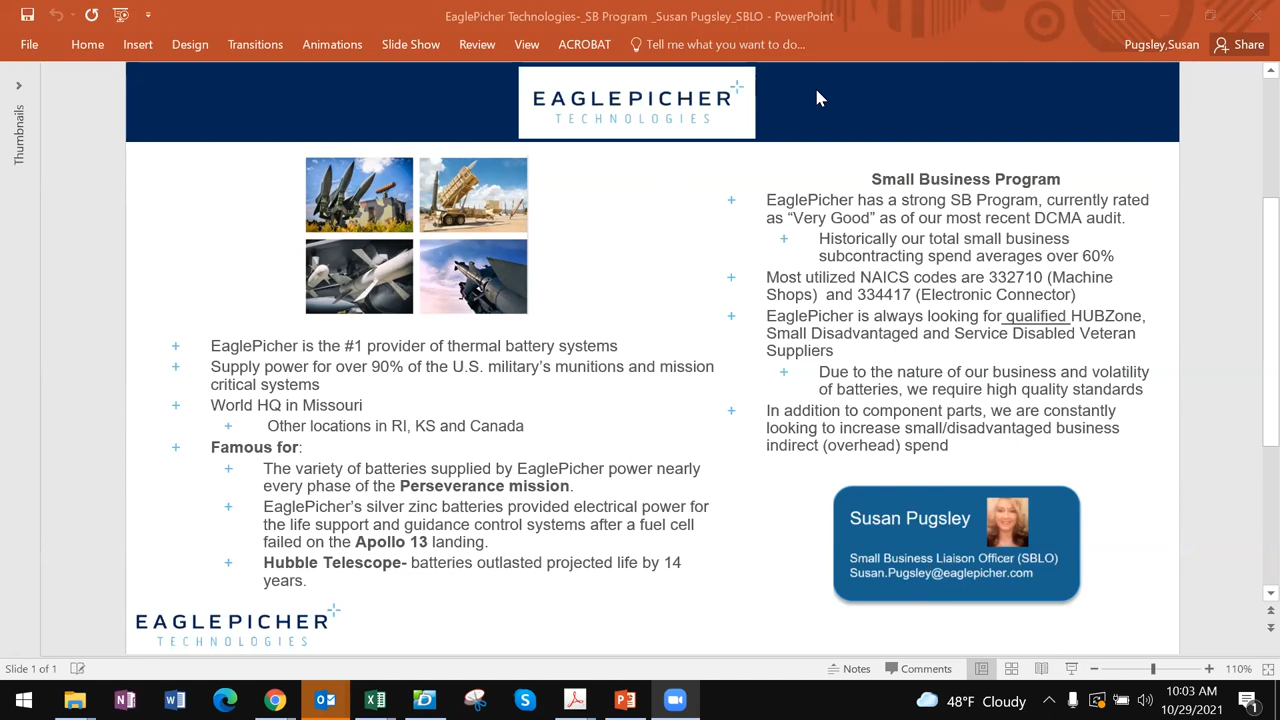 EaglePicher Technologies-_SB Program _Susan Pugsley_SBLO - PowerPoint
File Home Insert Design Transitions Animations Slide Show Review View ACROBAT Tell me what you want to do... Pugsley,Susan Share
Thumbnails
EAGLEPICHER
TECHNOLOGIES
EaglePicher is the #1 provider of thermal battery systems
Supply power for over 90% of the U.S. military's munitions and mission
critical systems
World HQ in Missouri
Other locations in RI, KS and Canada
Famous for:
The variety of batteries supplied by EaglePicher power nearly
every phase of the Perseverance mission.
EaglePicher's silver zinc batteries provided electrical power for
the life support and guidance control systems after a fuel cell
failed on the Apollo 13 landing.
Hubble Telescope- batteries outlasted projected life by 14
years.
EAGLEPICHER
TECHNOLOGIES
Small Business Program
EaglePicher has a strong SB Program, currently rated
as “Very Good” as of our most recent DCMA audit.
Historically our total small business
subcontracting spend averages over 60%
Most utilized NAICS codes are 332710 (Machine
Shops) and 334417 (Electronic Connector)
EaglePicher is always looking for qualified HUBZone,
Small Disadvantaged and Service Disabled Veteran
Suppliers
Due to the nature of our business and volatility
of batteries, we require high quality standards
In addition to component parts, we are constantly
looking to increase small/disadvantaged business
indirect (overhead) spend
Susan Pugsley
Small Business Liaison Officer (SBLO)
Susan.Pugsley@eaglepicher.com
Slide 1 of 1 Notes Comments 110%
48°F Cloudy 10:03 AM
10/29/2021 1